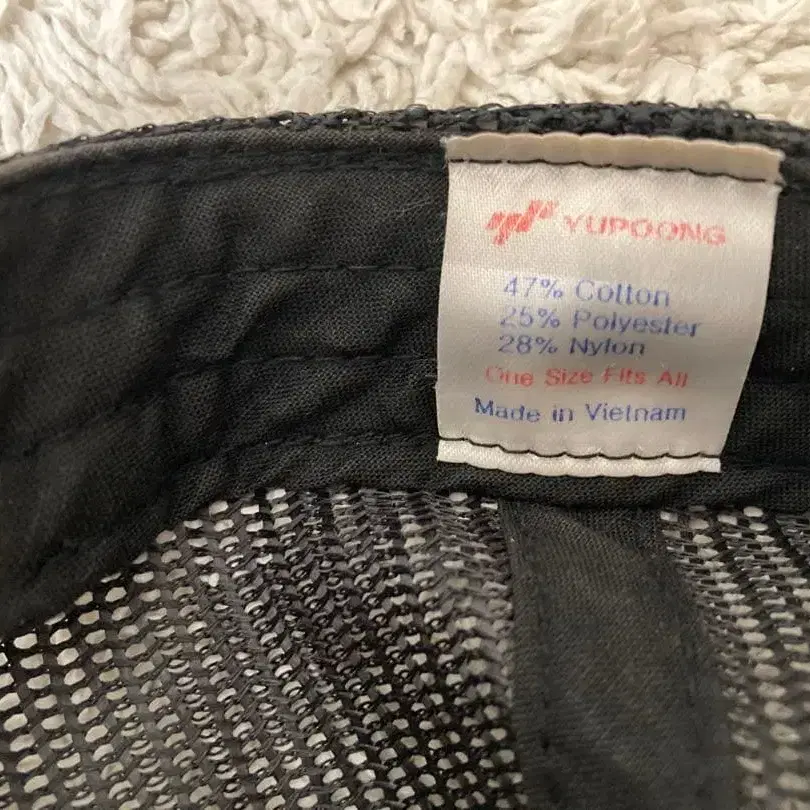 YUPOONG
47% Cotton
25% Polyester
28% Nylon
One Size Fits All
Made in Vietnam